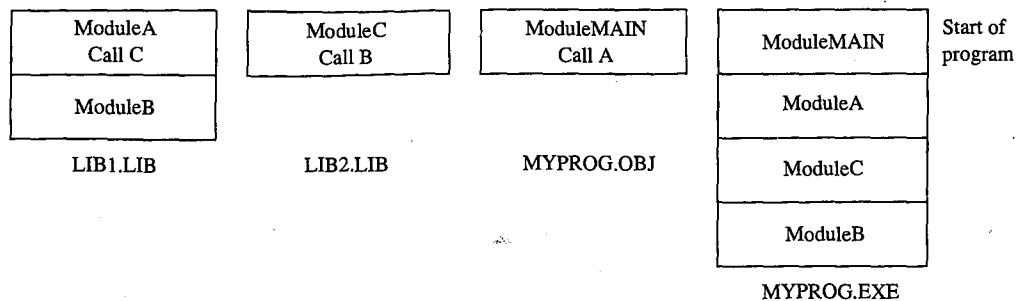 ModuleA
Call C
ModuleB
LIB1.LIB
ModuleC
Call B
LIB2.LIB
ModuleMAIN
Call A
MYPROG.OBJ
ModuleMAIN
Start of
program
ModuleA
ModuleC
ModuleB
MYPROG.EXE